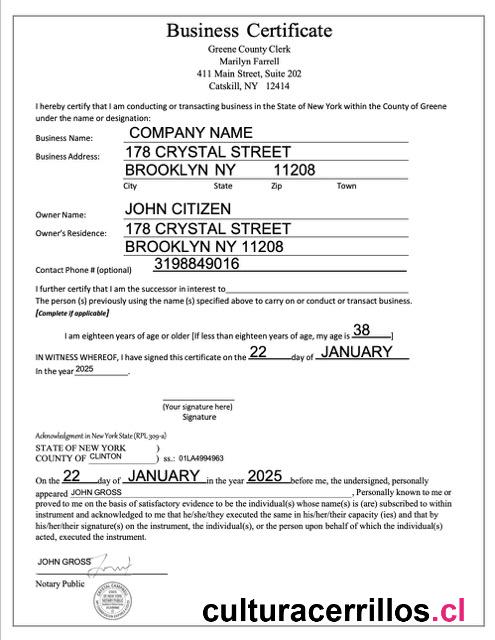 Business Certificate
Greene County Clerk
Marilyn Farrell
411 Main Street, Suite 202
Catskill, NY 12414
I hereby certify that I am conducting or transacting business in the State of New York within the County of Greene
under the name or designation:
Business Name: COMPANY NAME
Business Address: 178 CRYSTAL STREET
BROOKLYN NY 11208
City State Zip Town
Owner Name: JOHN CITIZEN
Owner's Residence: 178 CRYSTAL STREET
BROOKLYN NY 11208
Contact Phone # (optional) 3198849016
I further certify that I am the successor in interest to
The person (s) previously using the name (s) specified above to carry on or conduct or transact business.
[Complete if applicable]
I am eighteen years of age or older [If less than eighteen years of age, my age is 38 ]
IN WITNESS WHEREOF, I have signed this certificate on the 22 day of JANUARY
In the year 2025 .
(Your signature here)
Signature
Acknowledgment in New York State (RPL 309-a)
STATE OF NEW YORK )
COUNTY OF CLINTON ) ss.: 01LA4994963
On the 22 day of JANUARY in the year 2025 before me, the undersigned, personally
appeared JOHN GROSS , Personally known to me or
proved to me on the basis of satisfactory evidence to be the individual(s) whose name(s) is (are) subscribed to within
instrument and acknowledged to me that he/she/they executed the same in his/her/their capacity (ies) and that by
his/her/their signature(s) on the instrument, the individual(s), or the person upon behalf of which the individual(s)
acted, executed the instrument.
JOHN GROSS
Notary Public
culturacerrillos.cl